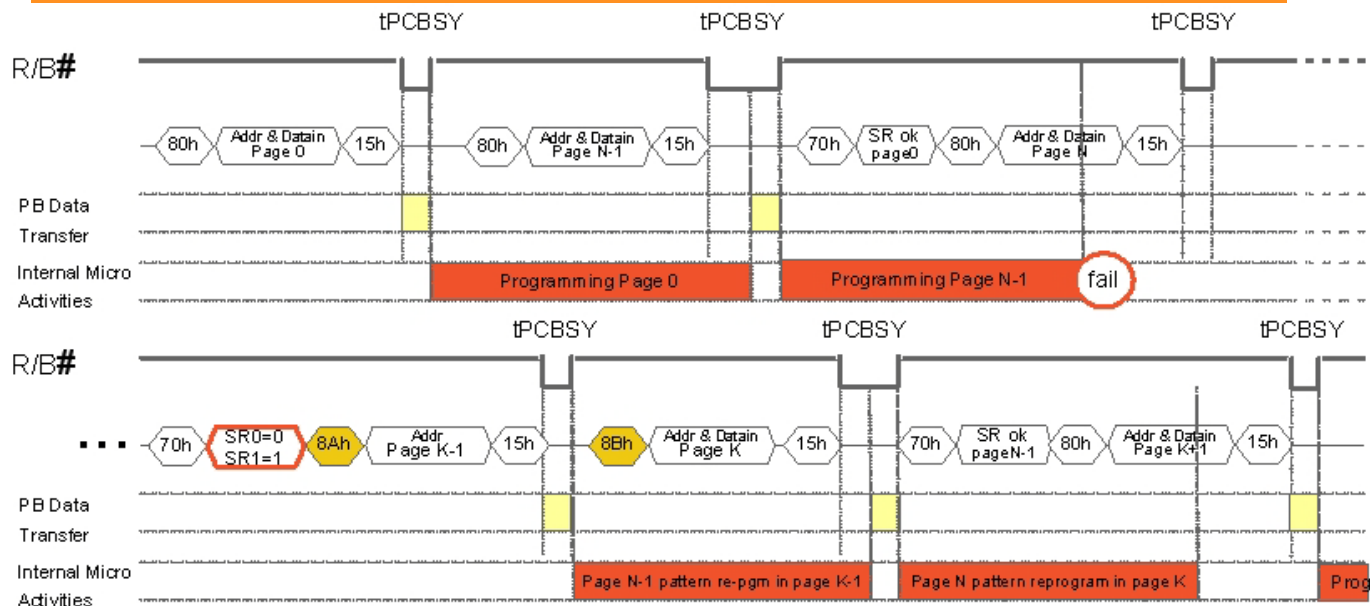 tPCBSY tPCBSY tPCBSY
R/B#
80h Addr & Datain Page 0 15h 80h Addr & Datain Page N-1 15h 70h SR ok page0 80h Addr & Datain Page N 15h
PB Data
Transfer
Internal Micro
Activities
Programming Page 0 Programming Page N-1 fail
tPCBSY tPCBSY tPCBSY
R/B#
70h SR0=0 SR1=1 8Ah Addr Page K-1 15h 8Bh Addr & Datain Page K 15h 70h SR ok pageN-1 80h Addr & Datain Page K+1 15h
PB Data
Transfer
Internal Micro
Activities
Page N-1 pattern re-pgm in page K-1 Page N pattern reprogram in page K Prog